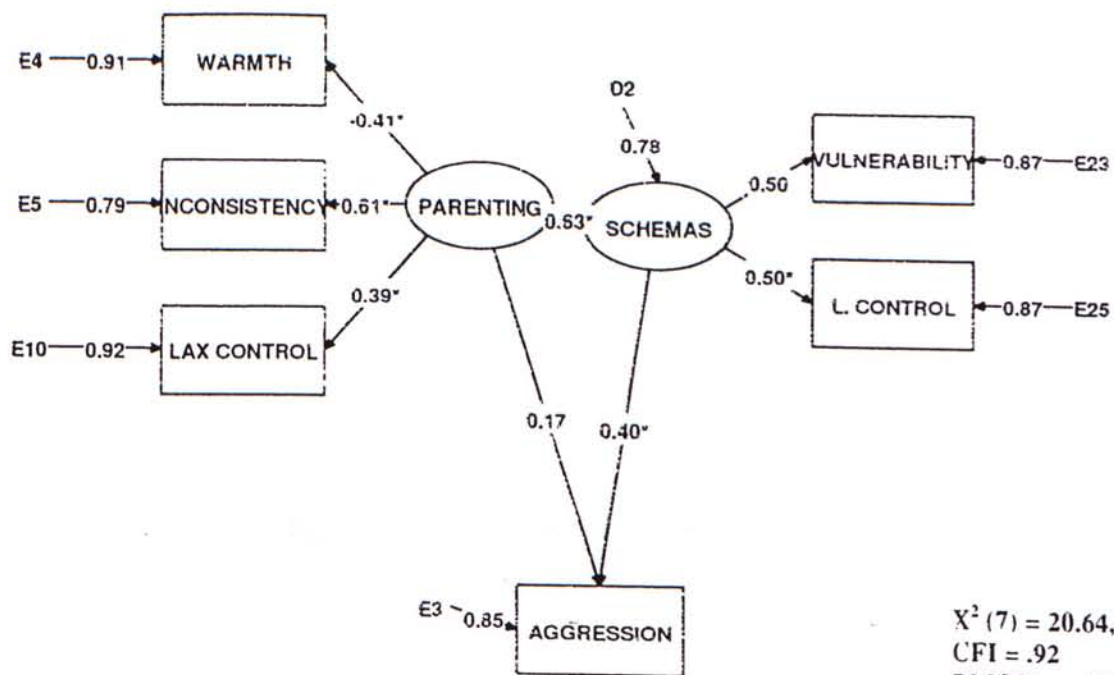 E4 0.91 WARMTH
-0.41*
E5 0.79 NCONSISTENCY 0.61* PARENTING
0.39*
E10 0.92 LAX CONTROL
0.63*
D2
0.78
SCHEMAS
0.50
VULNERABILITY 0.87 E23
0.50*
L. CONTROL 0.87 E25
0.17
0.40*
E3 0.85 AGGRESSION
X² (7) = 20.64,
CFI = .92